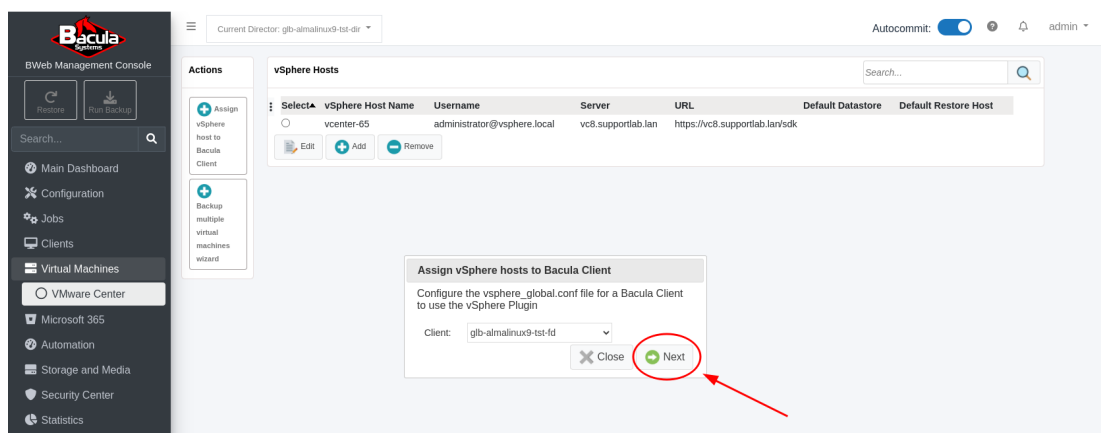 Bacula
Systems
BWeb Management Console
Restore
Run Backup
Search...
Main Dashboard
Configuration
Jobs
Clients
Virtual Machines
VMware Center
Microsoft 365
Automation
Storage and Media
Security Center
Statistics
Current Director: glb-almalinux9-tst-dir
Autocommit:
admin
Actions
Assign
vSphere
host to
Bacula
Client
Backup
multiple
virtual
machines
wizard
vSphere Hosts
Search...
Select vSphere Host Name Username Server URL Default Datastore Default Restore Host
vcenter-65 administrator@vsphere.local vc8.supportlab.lan https://vc8.supportlab.lan/sdk
Edit Add Remove
Assign vSphere hosts to Bacula Client
Configure the vsphere_global.conf file for a Bacula Client
to use the vSphere Plugin
Client: glb-almalinux9-tst-fd
Close Next